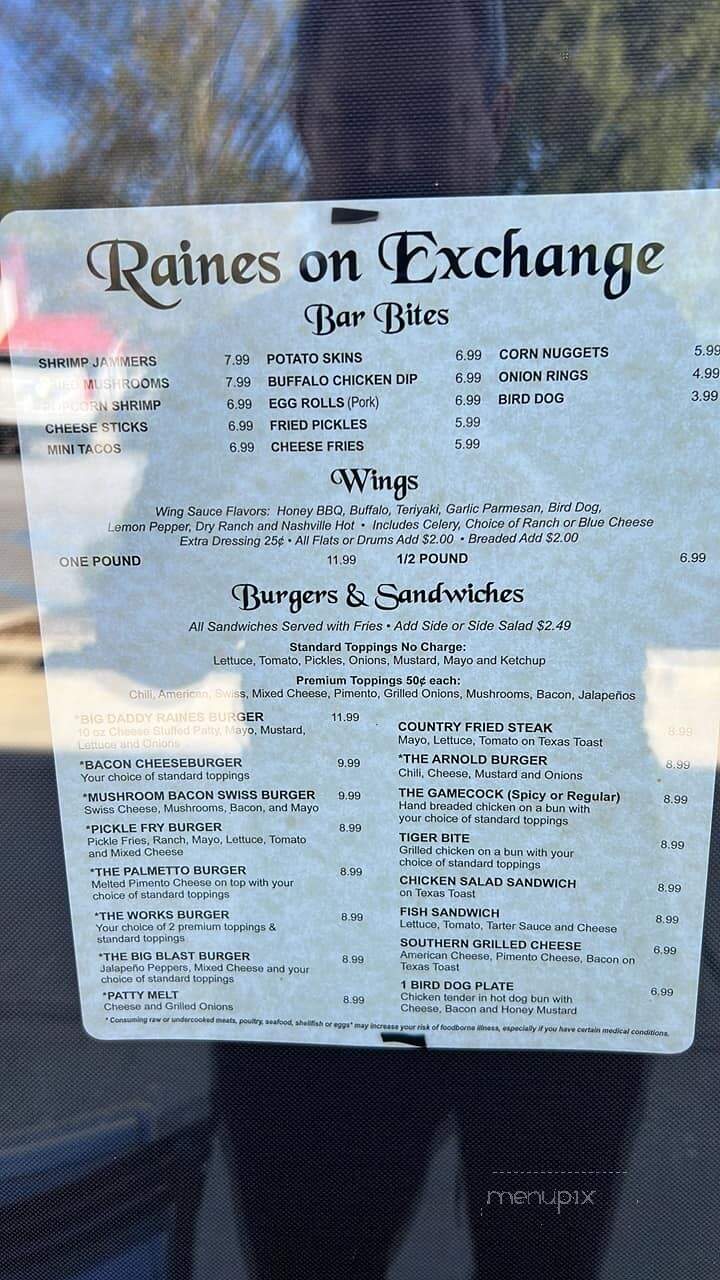 Raines on Exchange
Bar Bites
SHRIMP JAMMERS 7.99
FRIED MUSHROOMS 7.99
POPCORN SHRIMP 6.99
CHEESE STICKS 6.99
MINI TACOS 6.99
POTATO SKINS 6.99
BUFFALO CHICKEN DIP 6.99
EGG ROLLS (Pork) 6.99
FRIED PICKLES 5.99
CHEESE FRIES 5.99
CORN NUGGETS 5.99
ONION RINGS 4.99
BIRD DOG 3.99
Wings
Wing Sauce Flavors: Honey BBQ, Buffalo, Teriyaki, Garlic Parmesan, Bird Dog,
Lemon Pepper, Dry Ranch and Nashville Hot • Includes Celery, Choice of Ranch or Blue Cheese
Extra Dressing 25¢ • All Flats or Drums Add $2.00 • Breaded Add $2.00
ONE POUND 11.99 1/2 POUND 6.99
Burgers & Sandwiches
All Sandwiches Served with Fries • Add Side or Side Salad $2.49
Standard Toppings No Charge:
Lettuce, Tomato, Pickles, Onions, Mustard, Mayo and Ketchup
Premium Toppings 50¢ each:
Chili, American, Swiss, Mixed Cheese, Pimento, Grilled Onions, Mushrooms, Bacon, Jalapeños
*BIG DADDY RAINES BURGER 11.99
10 oz Cheese Stuffed Patty, Mayo, Mustard,
Lettuce and Onions
*BACON CHEESEBURGER 9.99
Your choice of standard toppings
*MUSHROOM BACON SWISS BURGER 9.99
Swiss Cheese, Mushrooms, Bacon, and Mayo
*PICKLE FRY BURGER 8.99
Pickle Fries, Ranch, Mayo, Lettuce, Tomato
and Mixed Cheese
*THE PALMETTO BURGER 8.99
Melted Pimento Cheese on top with your
choice of standard toppings
*THE WORKS BURGER 8.99
Your choice of 2 premium toppings &
standard toppings
*THE BIG BLAST BURGER 8.99
Jalapeño Peppers, Mixed Cheese and your
choice of standard toppings
*PATTY MELT 8.99
Cheese and Grilled Onions
COUNTRY FRIED STEAK 8.99
Mayo, Lettuce, Tomato on Texas Toast
*THE ARNOLD BURGER 8.99
Chili, Cheese, Mustard and Onions
THE GAMECOCK (Spicy or Regular) 8.99
Hand breaded chicken on a bun with
your choice of standard toppings
TIGER BITE 8.99
Grilled chicken on a bun with your
choice of standard toppings
CHICKEN SALAD SANDWICH 8.99
on Texas Toast
FISH SANDWICH 8.99
Lettuce, Tomato, Tarter Sauce and Cheese
SOUTHERN GRILLED CHEESE 6.99
American Cheese, Pimento Cheese, Bacon on
Texas Toast
1 BIRD DOG PLATE 6.99
Chicken tender in hot dog bun with
Cheese, Bacon and Honey Mustard
* Consuming raw or undercooked meats, poultry, seafood, shellfish or eggs* may increase your risk of foodborne illness, especially if you have certain medical conditions.
menupix